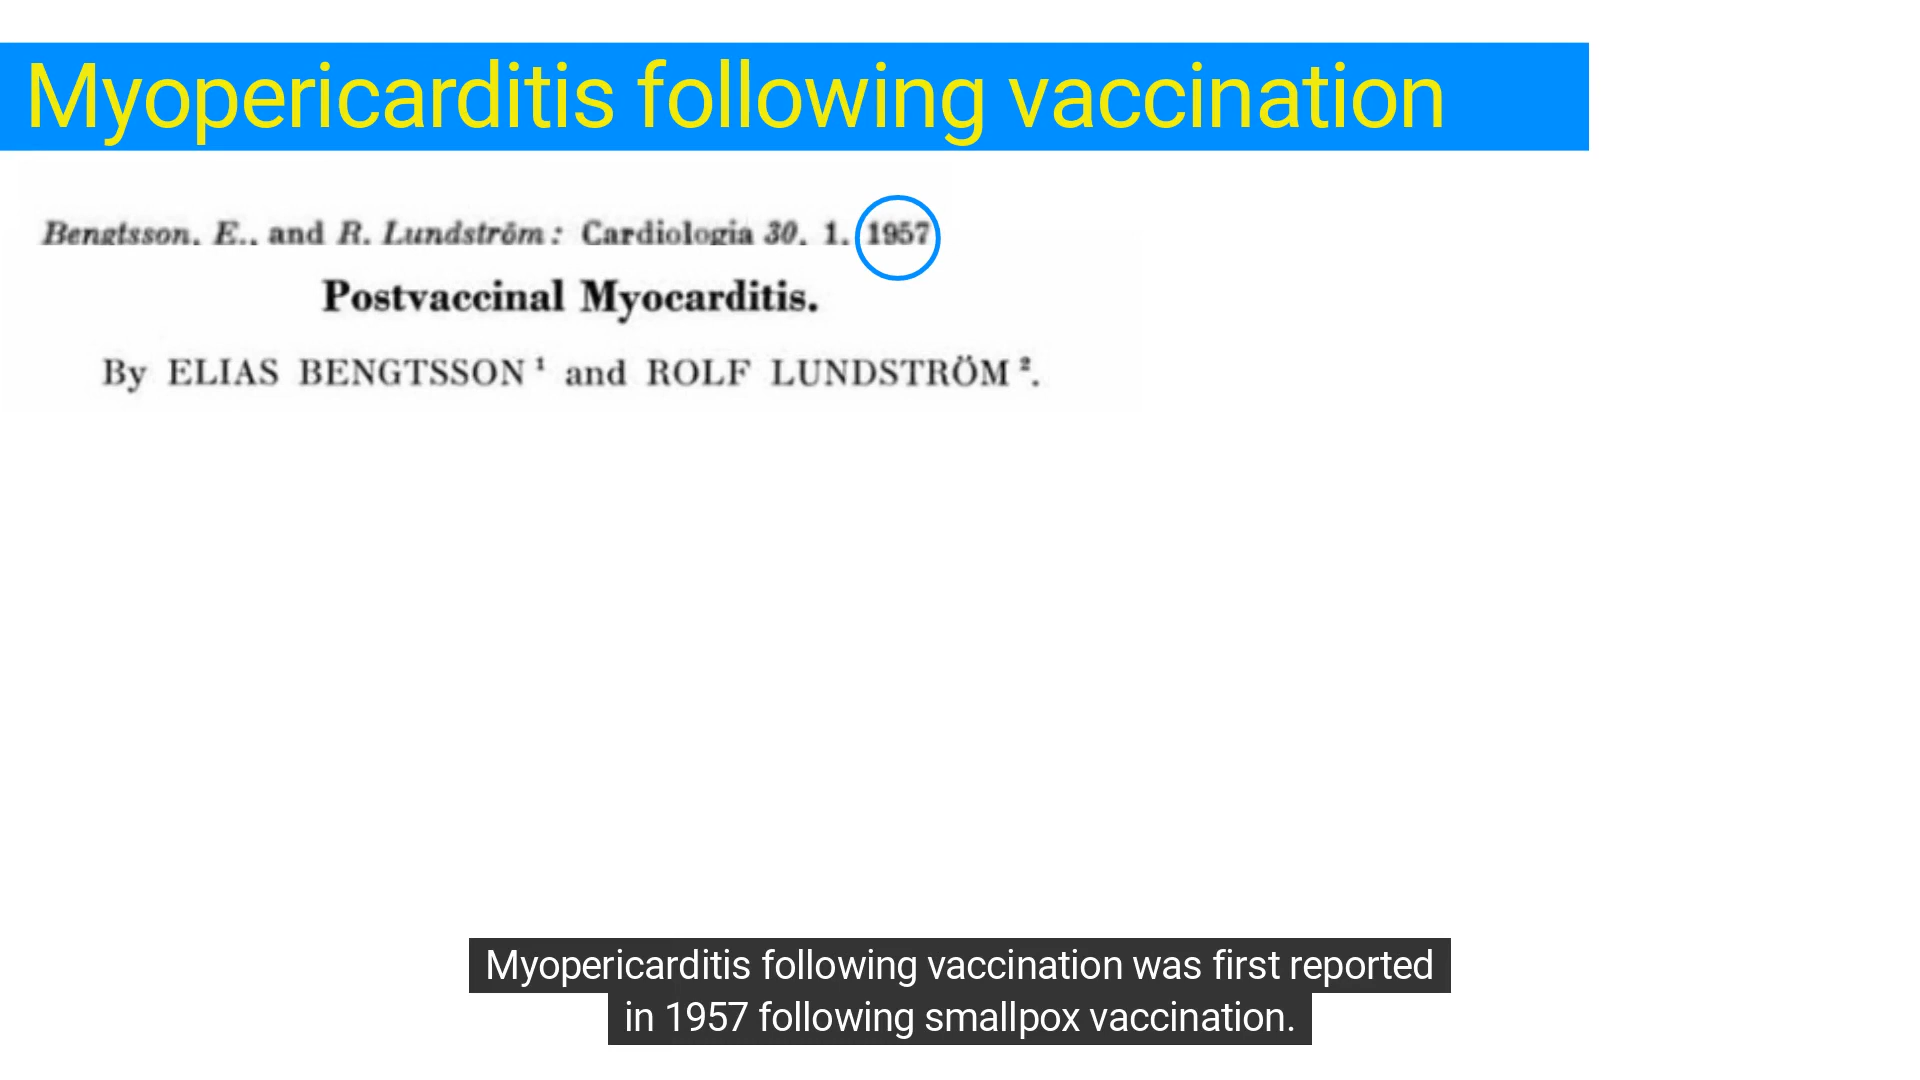 Myopericarditis following vaccination
Bengtsson, E., and R. Lundström: Cardiologia 30, 1, 1957
Postvaccinal Myocarditis.
By ELIAS BENGTSSON ¹ and ROLF LUNDSTRÖM ².
Myopericarditis following vaccination was first reported
in 1957 following smallpox vaccination.